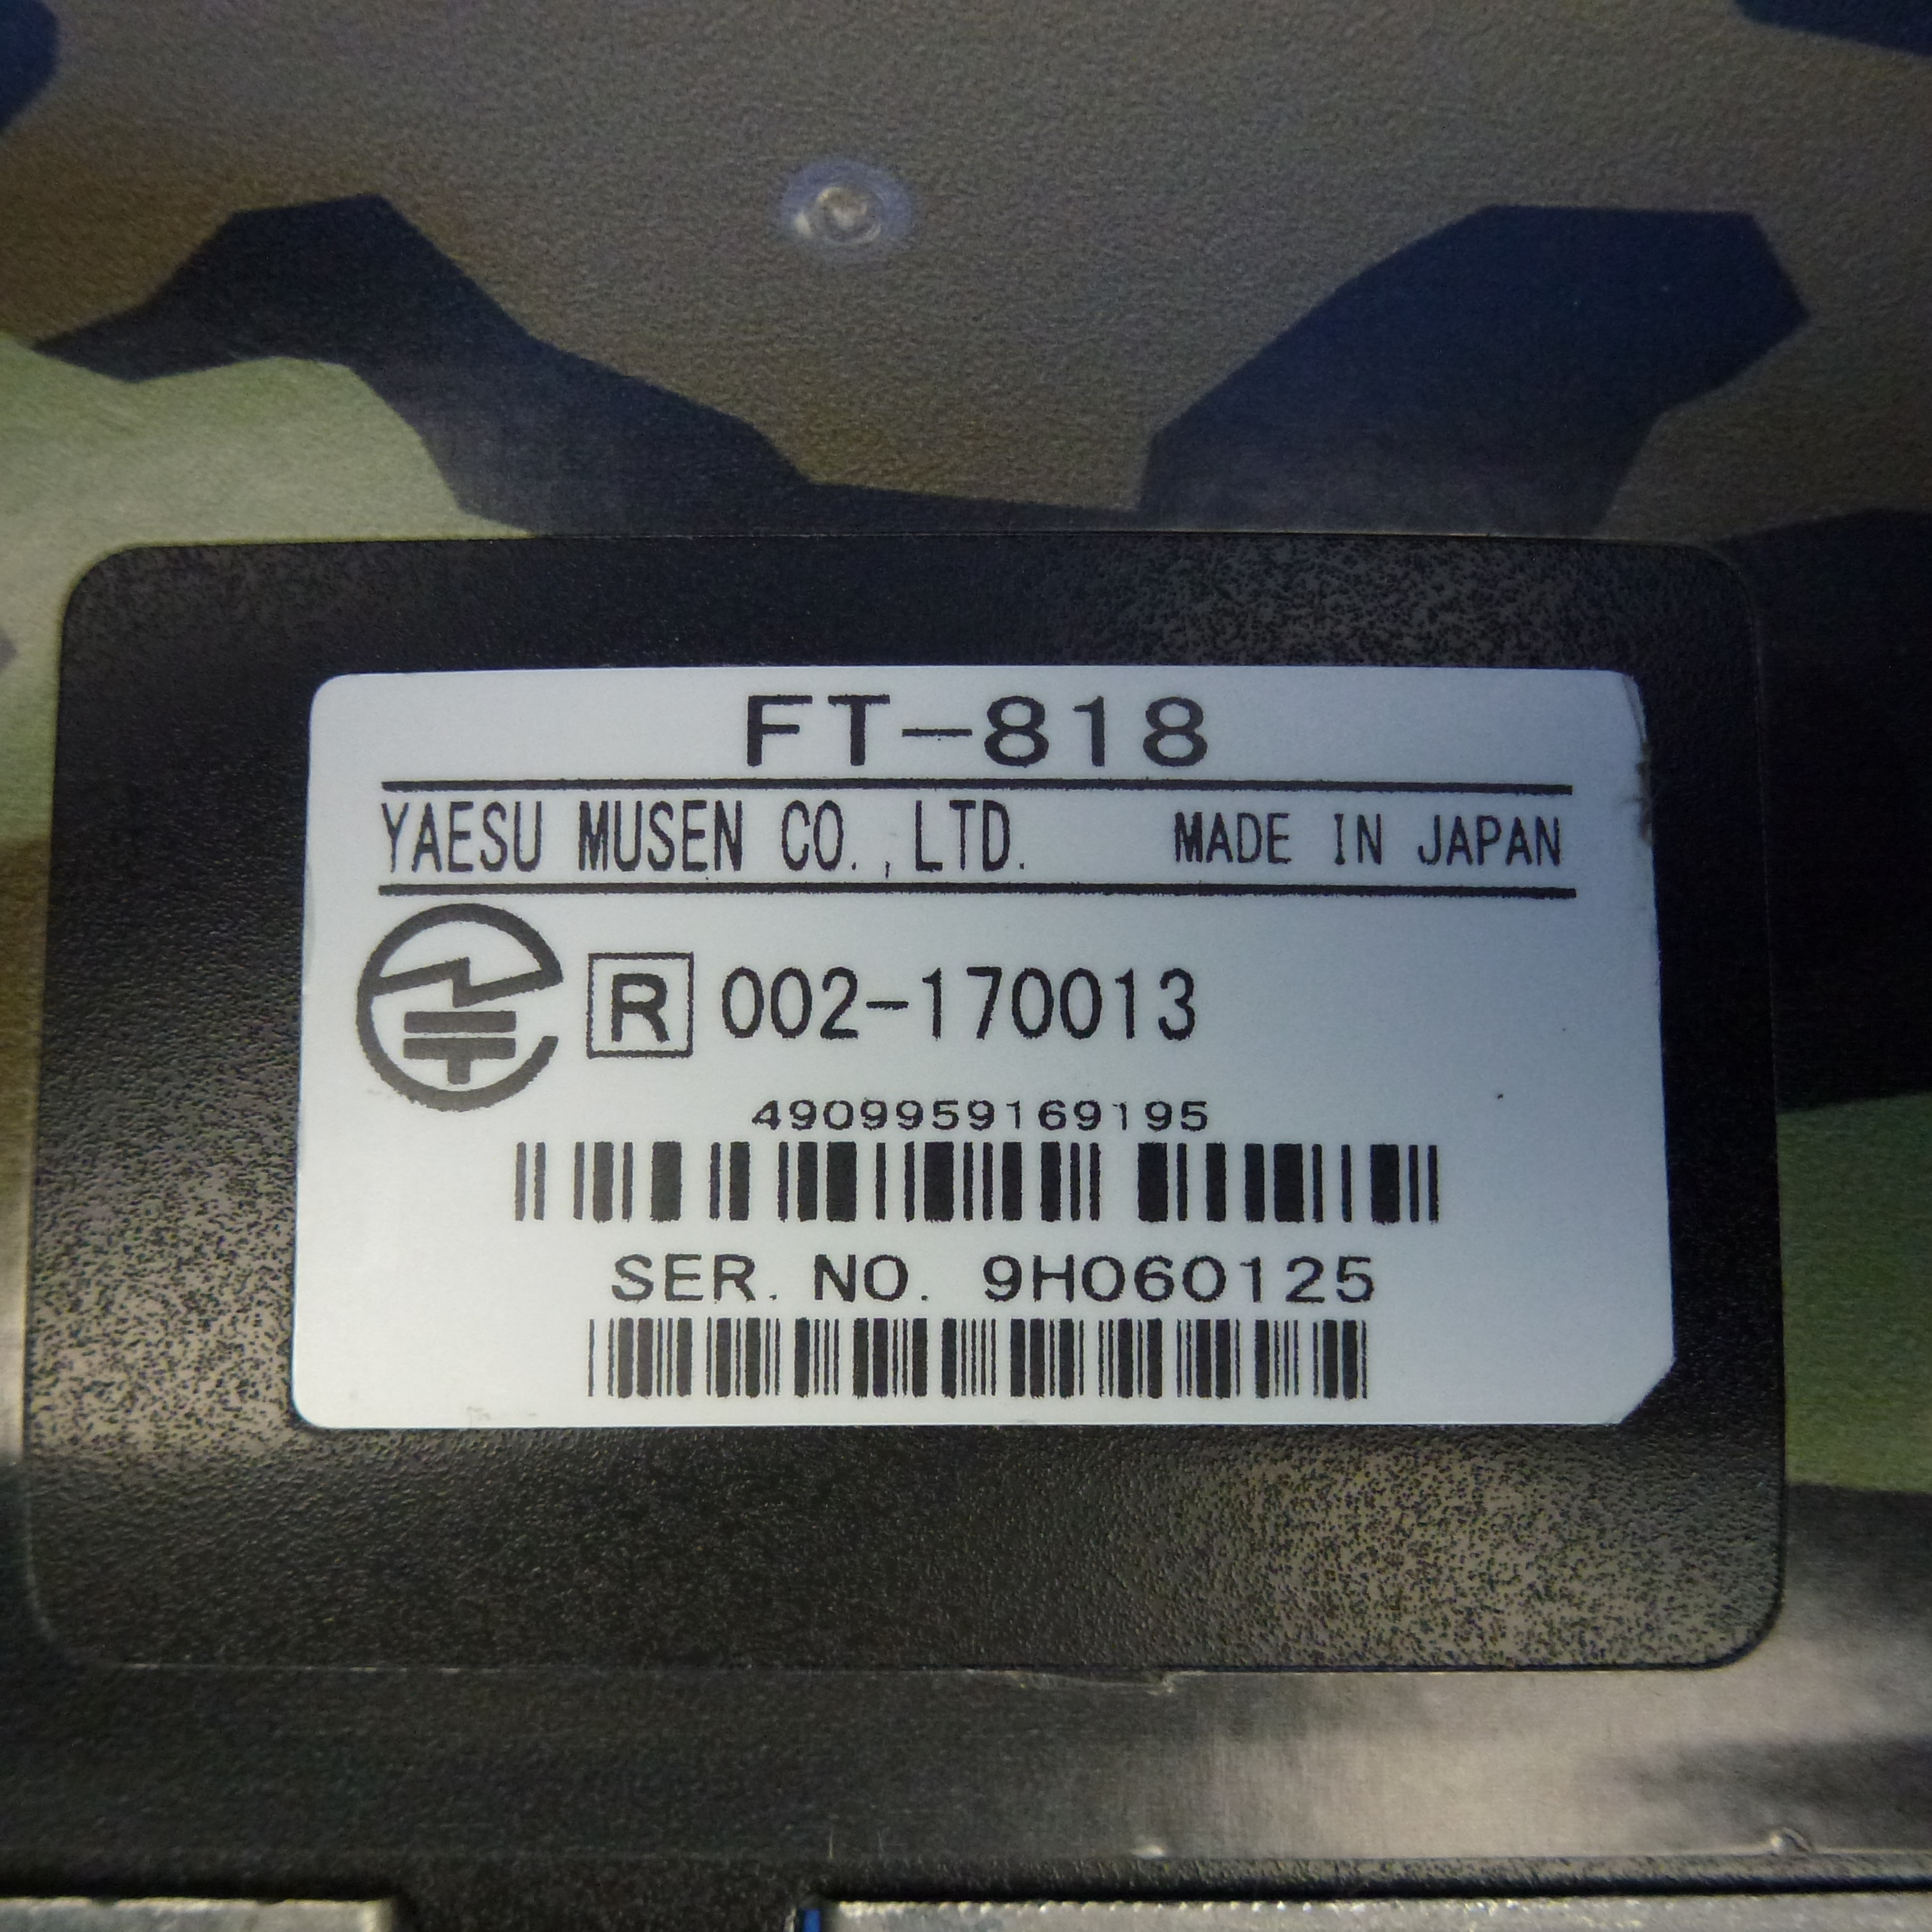 FT-818
YAESU MUSEN CO.,LTD. MADE IN JAPAN
R 002-170013
4909959169195
SER. NO. 9H060125